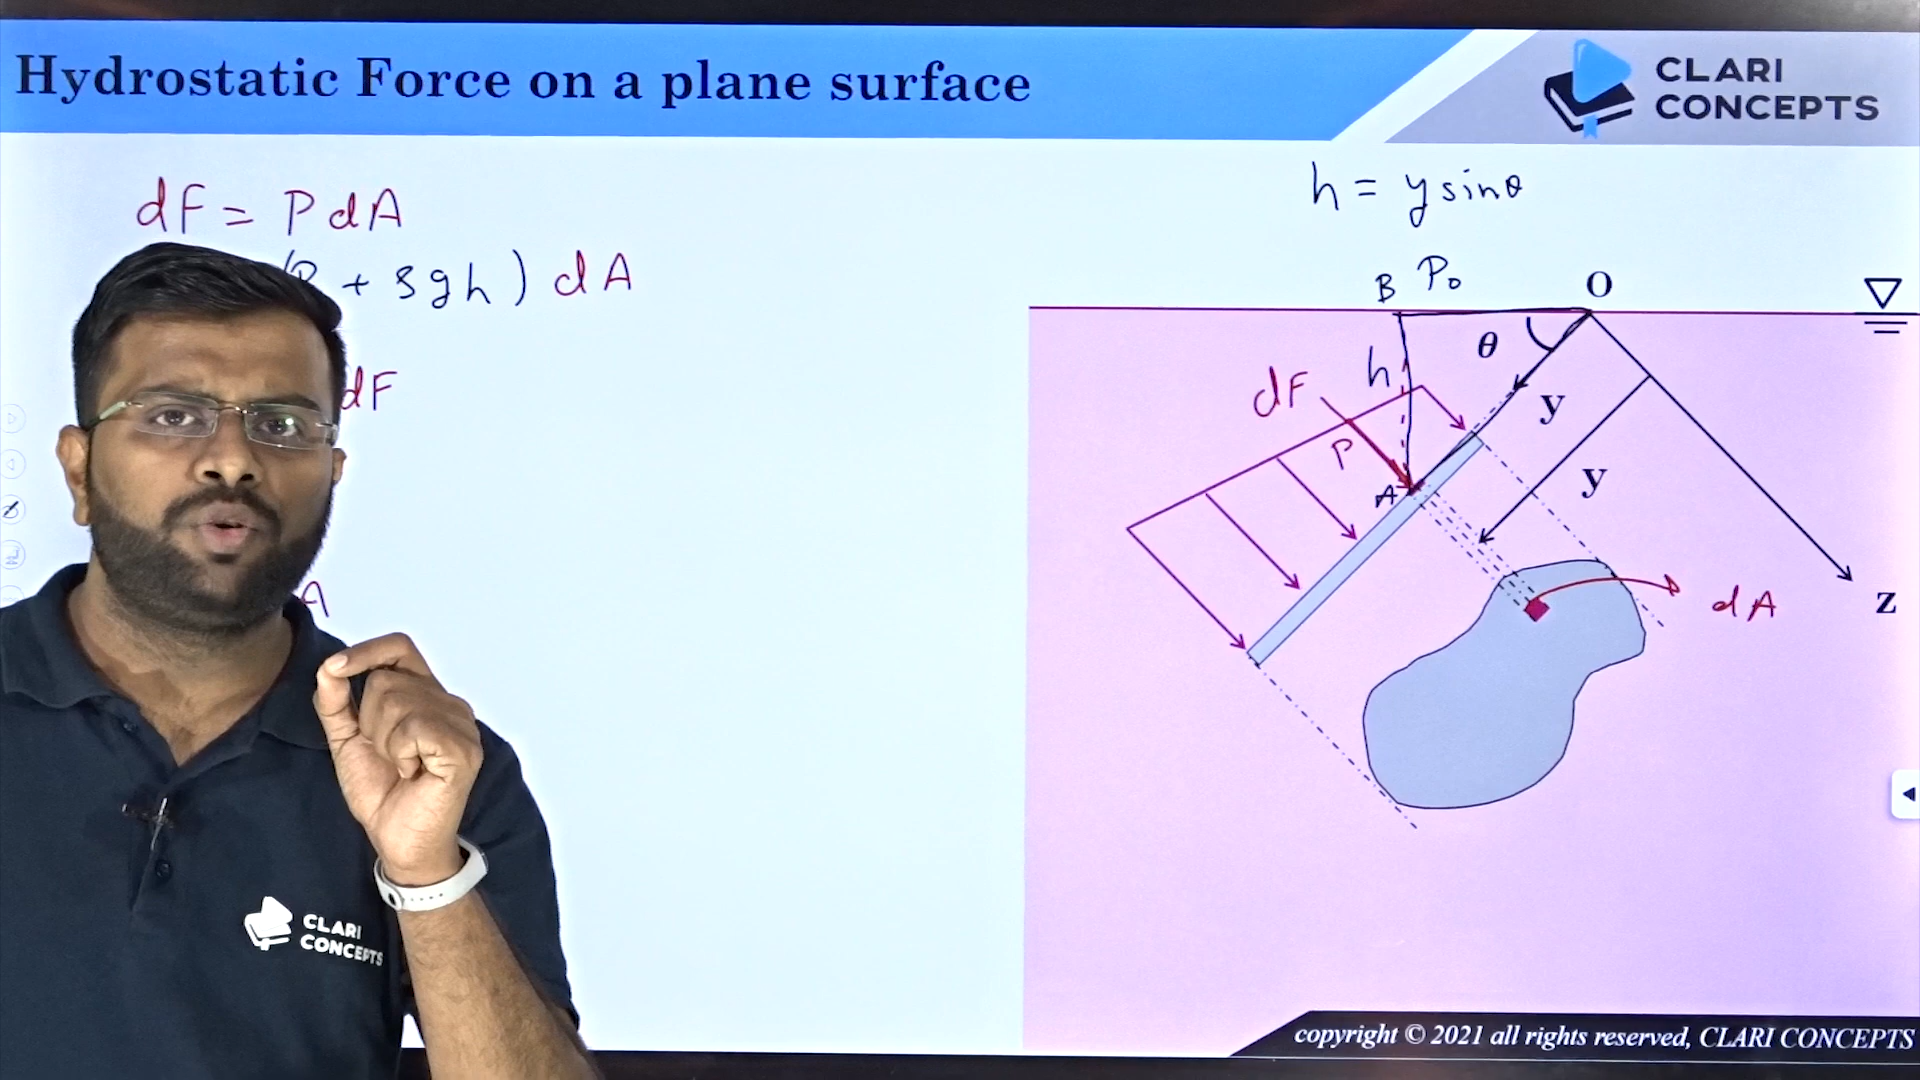 Hydrostatic Force on a plane surface
CLARI
CONCEPTS
dF = P dA
+ ρgh) dA
dF
A
h = y sinθ
B P₀ O
θ
h
dF
y
P
y
A
dA
z
CLARI
CONCEPTS
copyright © 2021 all rights reserved, CLARI CONCEPTS